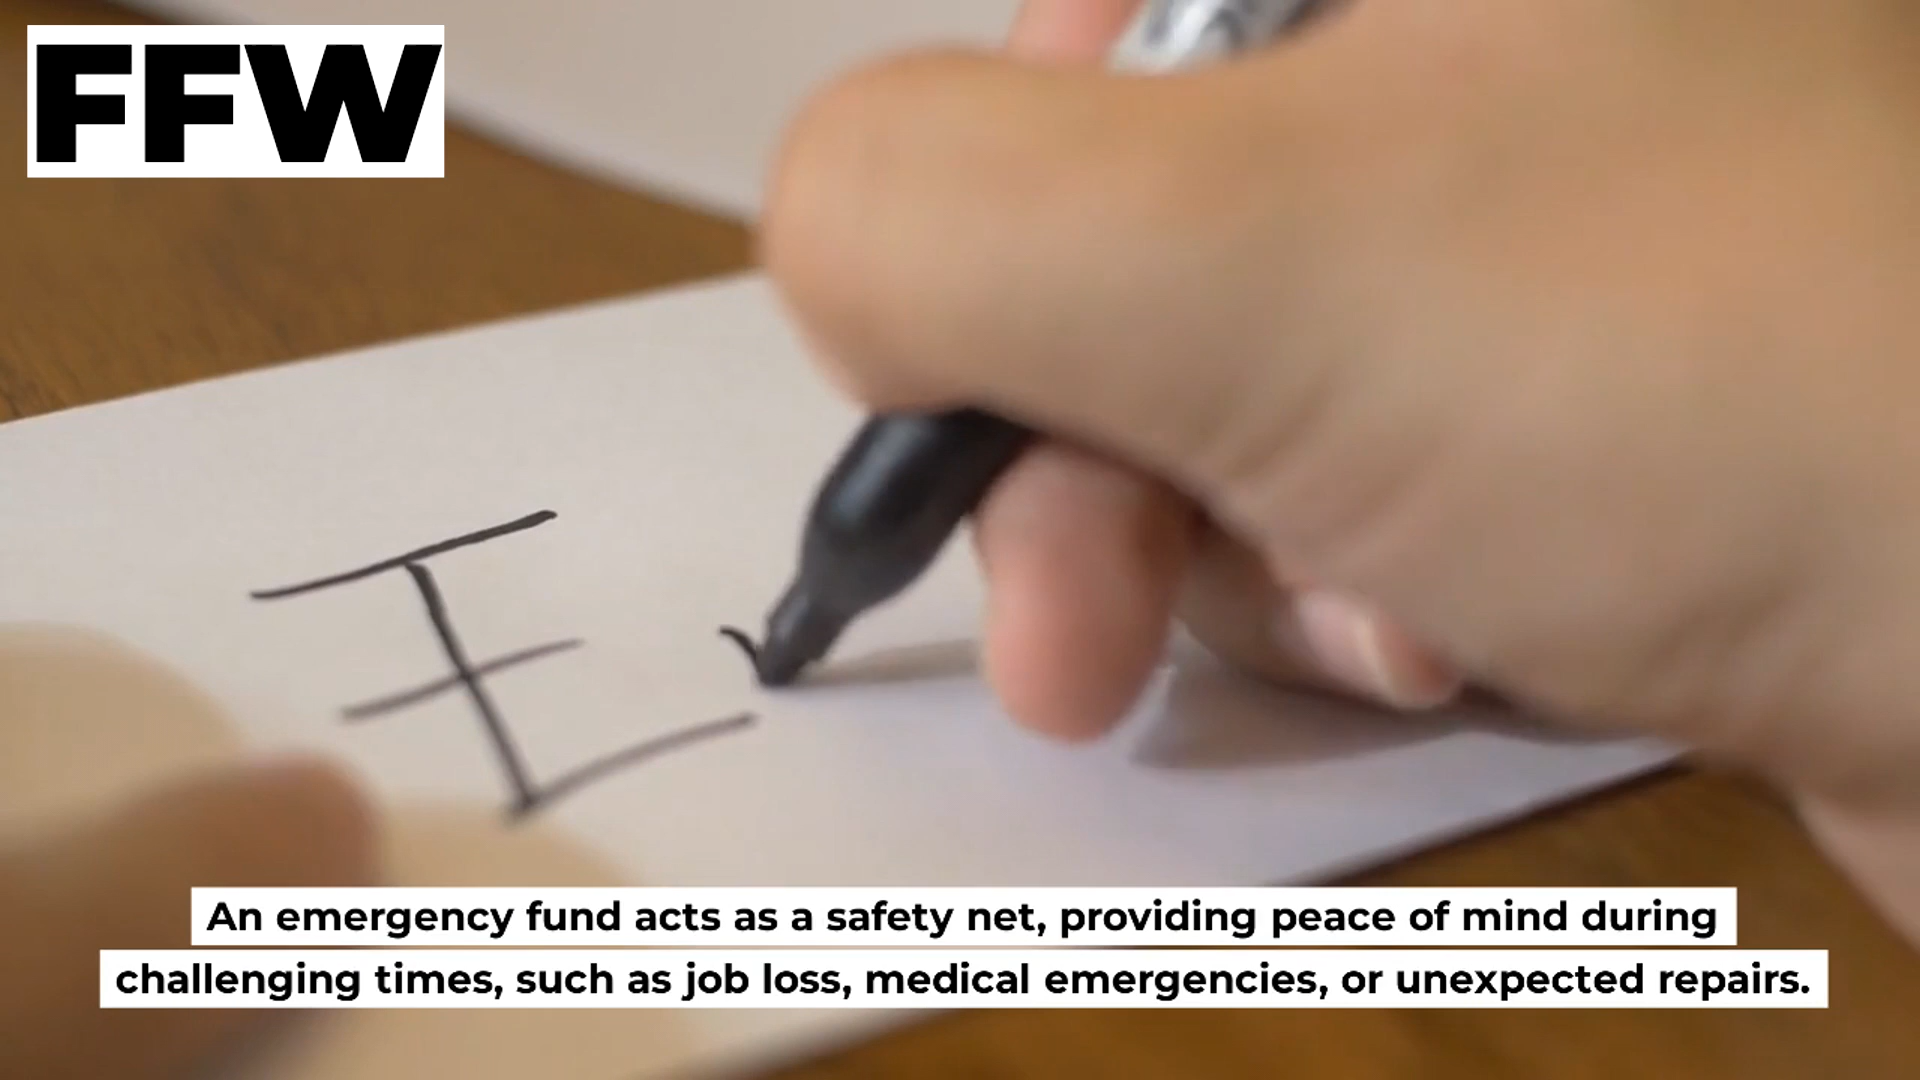 FFW
E
An emergency fund acts as a safety net, providing peace of mind during
challenging times, such as job loss, medical emergencies, or unexpected repairs.